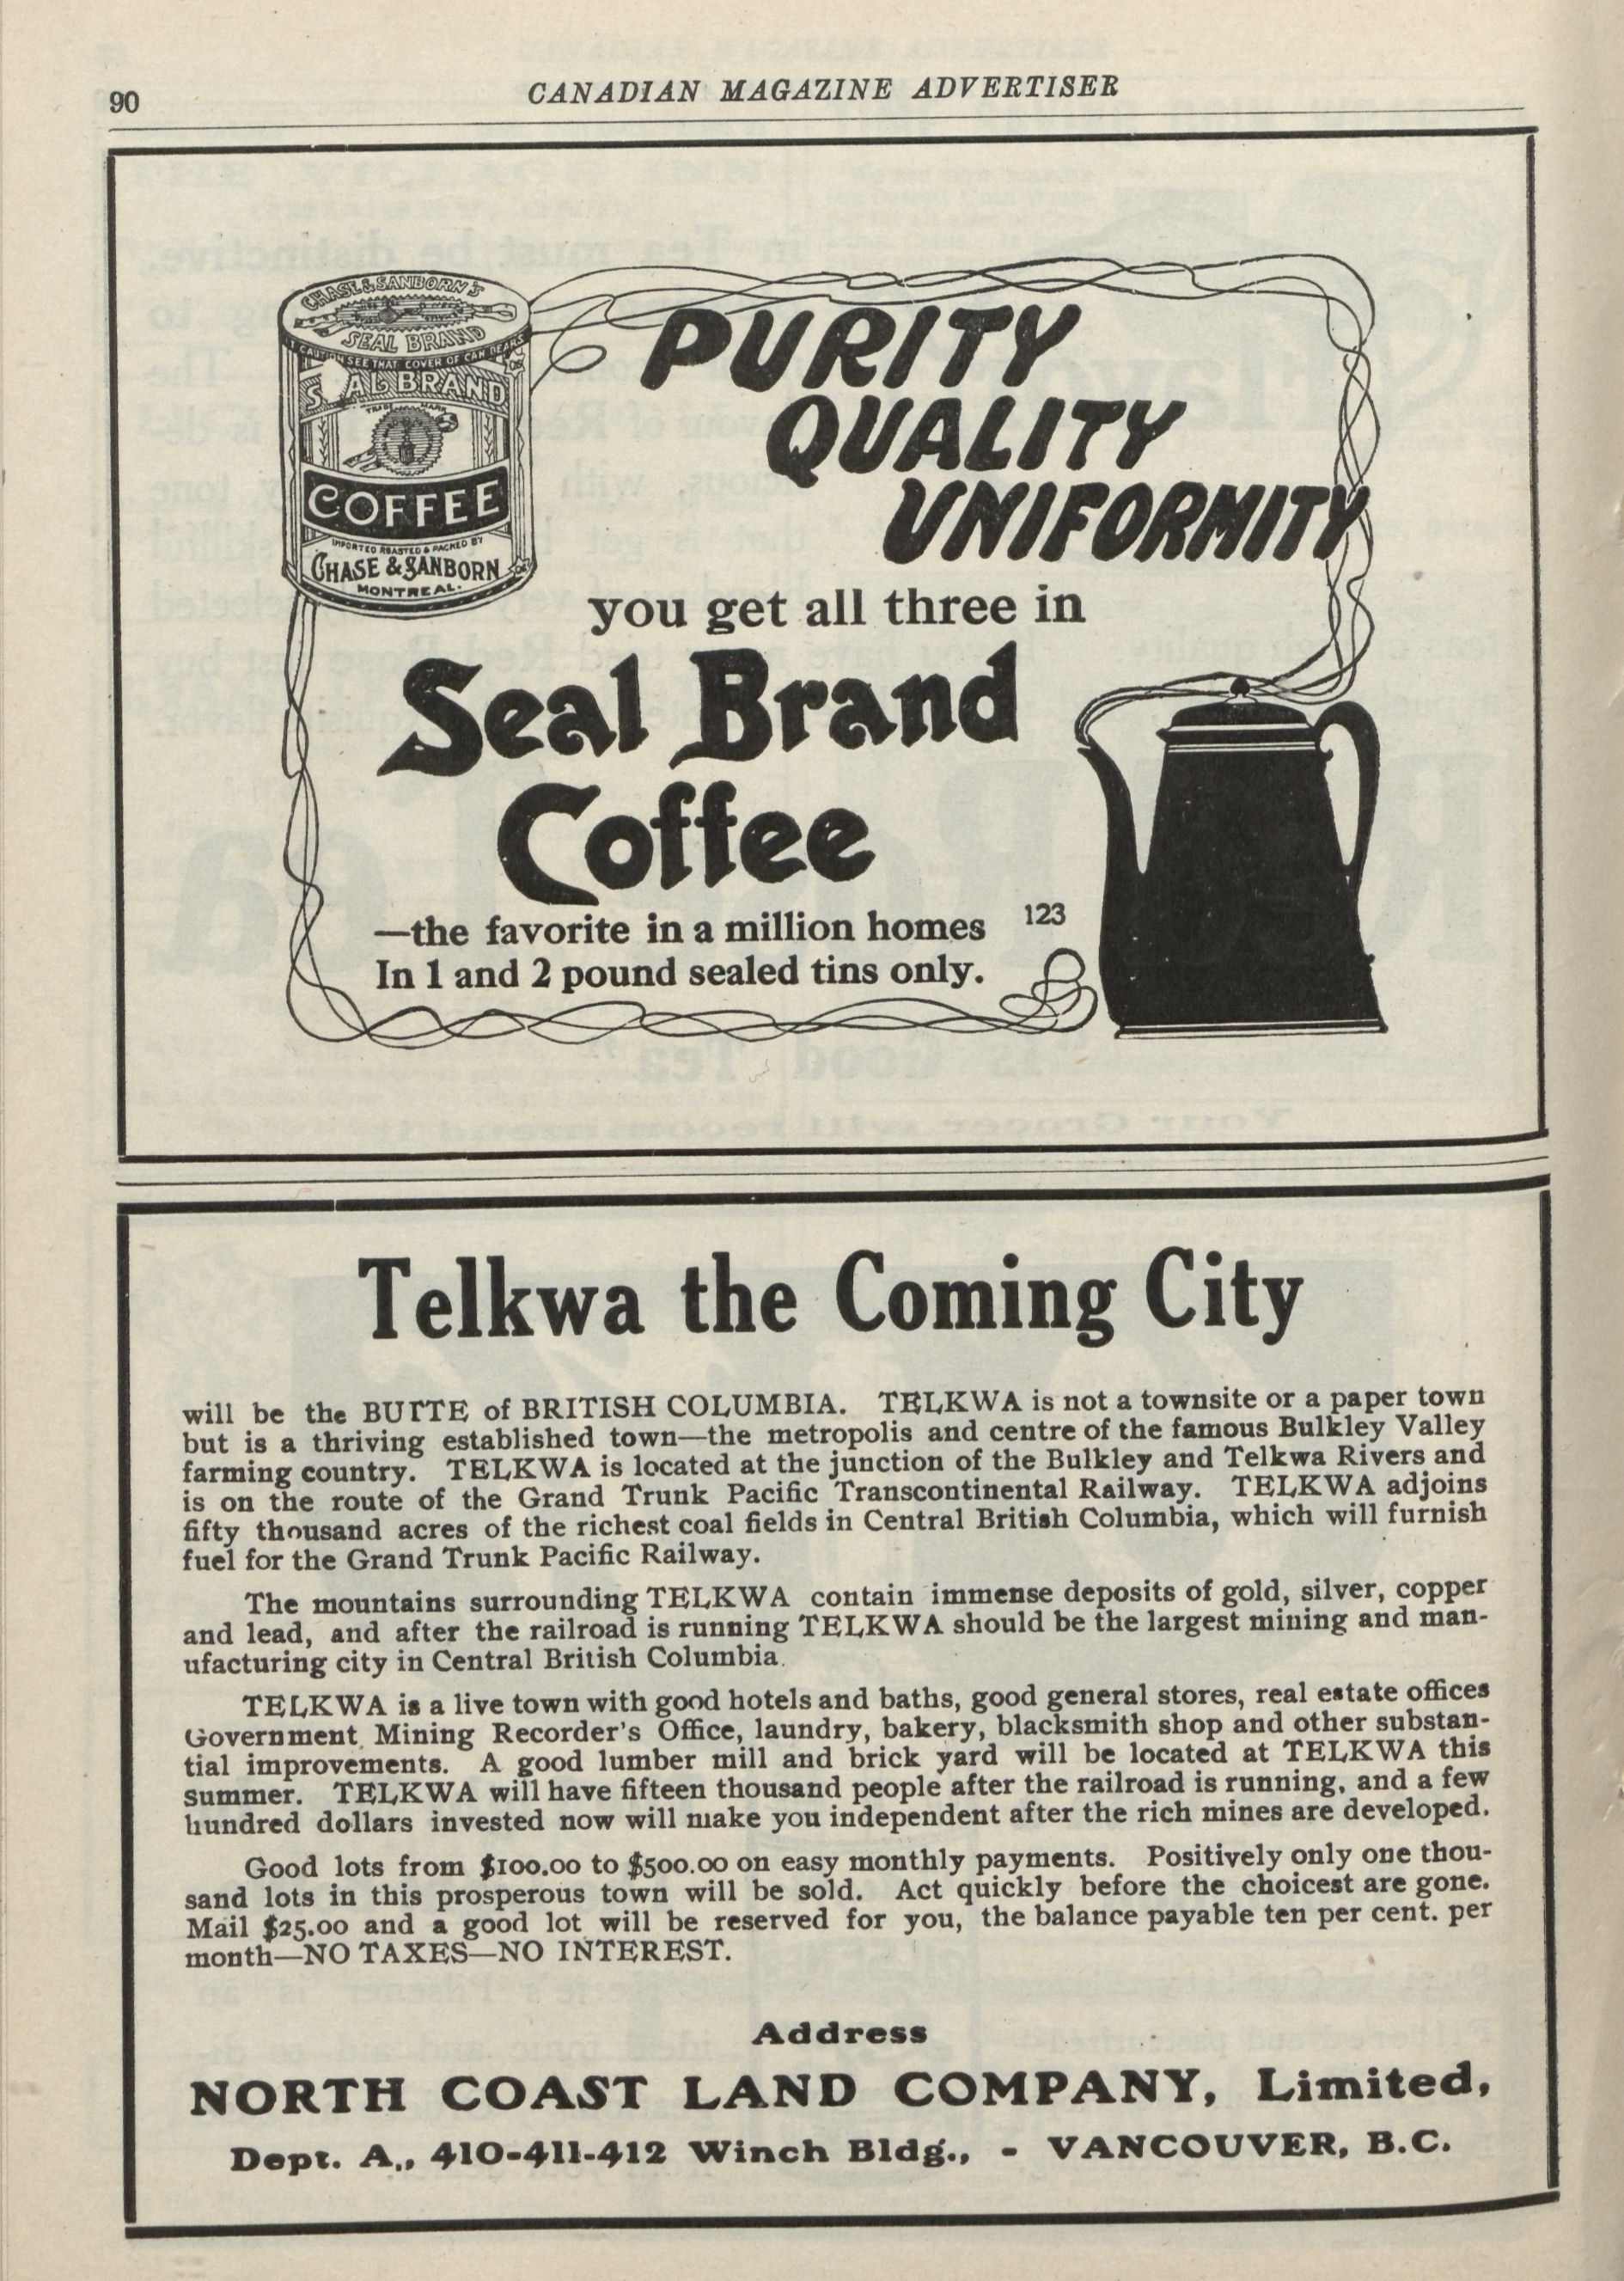 90
CANADIAN MAGAZINE ADVERTISER
CHASE & SANBORN'S
SEAL BRAND
CAUTION SEE THAT COVER OF CAN BEARS
SEAL BRAND
TRADE MARK
COFFEE
IMPORTED ROASTED & PACKED BY
CHASE & SANBORN
MONTREAL.
PURITY
QUALITY
UNIFORMITY
you get all three in
Seal Brand
Coffee
—the favorite in a million homes
123
In 1 and 2 pound sealed tins only.
Telkwa the Coming City
will be the BUTTE of BRITISH COLUMBIA. TELKWA is not a townsite or a paper town
but is a thriving established town—the metropolis and centre of the famous Bulkley Valley
farming country. TELKWA is located at the junction of the Bulkley and Telkwa Rivers and
is on the route of the Grand Trunk Pacific Transcontinental Railway. TELKWA adjoins
fifty thousand acres of the richest coal fields in Central British Columbia, which will furnish
fuel for the Grand Trunk Pacific Railway.
The mountains surrounding TELKWA contain immense deposits of gold, silver, copper
and lead, and after the railroad is running TELKWA should be the largest mining and man-
ufacturing city in Central British Columbia.
TELKWA is a live town with good hotels and baths, good general stores, real estate offices
Government Mining Recorder's Office, laundry, bakery, blacksmith shop and other substan-
tial improvements. A good lumber mill and brick yard will be located at TELKWA this
summer. TELKWA will have fifteen thousand people after the railroad is running, and a few
hundred dollars invested now will make you independent after the rich mines are developed.
Good lots from $100.00 to $500.00 on easy monthly payments. Positively only one thou-
sand lots in this prosperous town will be sold. Act quickly before the choicest are gone.
Mail $25.00 and a good lot will be reserved for you, the balance payable ten per cent. per
month—NO TAXES—NO INTEREST.
Address
NORTH COAST LAND COMPANY, Limited,
Dept. A., 410-411-412 Winch Bldg., - VANCOUVER, B.C.